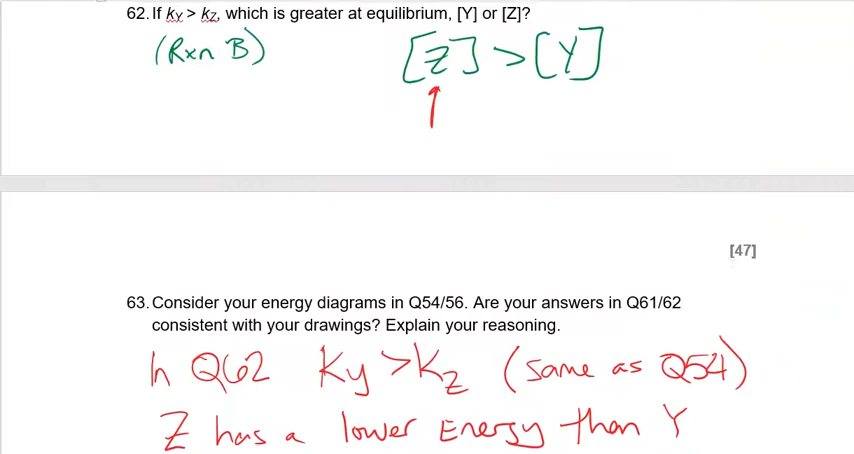 62. If ky > kz, which is greater at equilibrium, [Y] or [Z]?
(Rxn B) [Z] > [Y]
[47]
63. Consider your energy diagrams in Q54/56. Are your answers in Q61/62
consistent with your drawings? Explain your reasoning.
In Q62 Ky > Kz (same as Q54)
Z has a lower Energy than Y